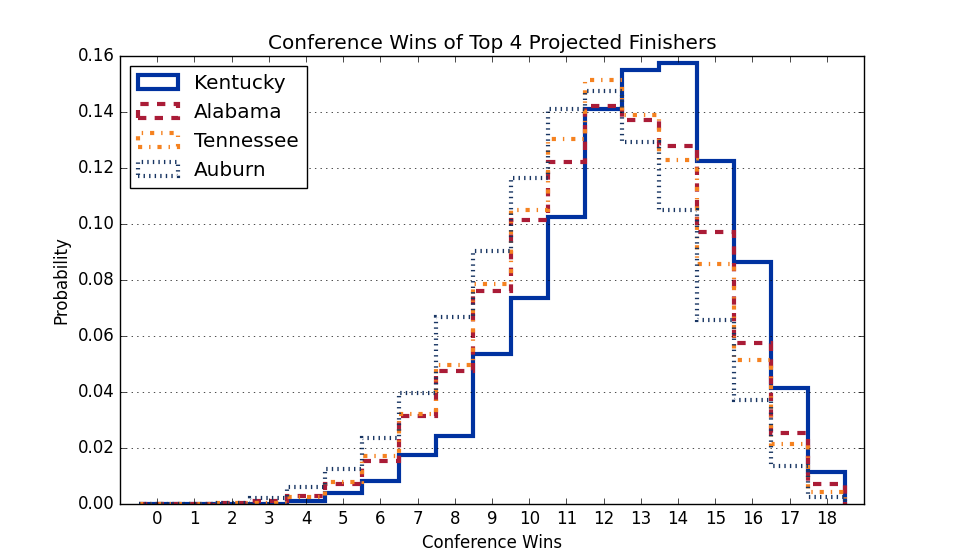 Conference Wins of Top 4 Projected Finishers
Kentucky
Alabama
Tennessee
Auburn
Probability
0.16
0.14
0.12
0.10
0.08
0.06
0.04
0.02
0.00
0 1 2 3 4 5 6 7 8 9 10 11 12 13 14 15 16 17 18
Conference Wins